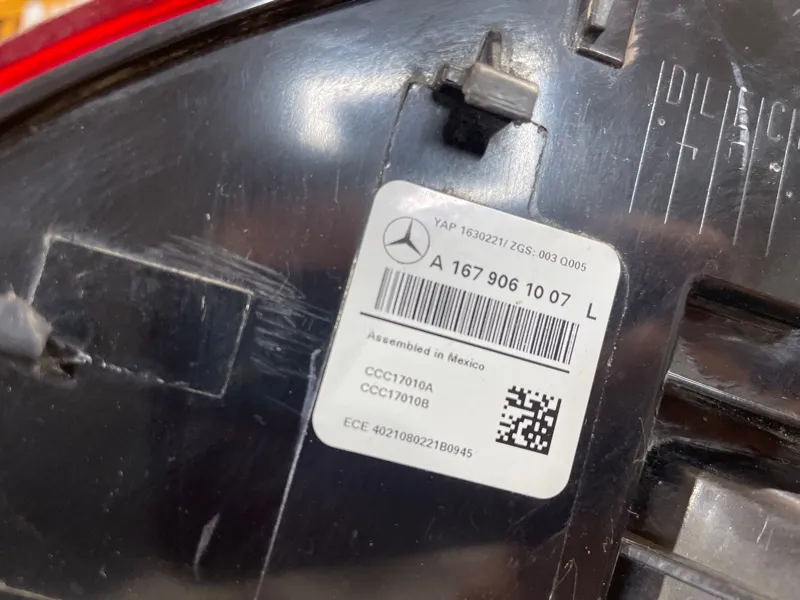 YAP 1630221/ ZGS: 003 Q005
A 167 906 10 07 L
Assembled in Mexico
CCC17010A
CCC17010B
ECE 4021080221B0945